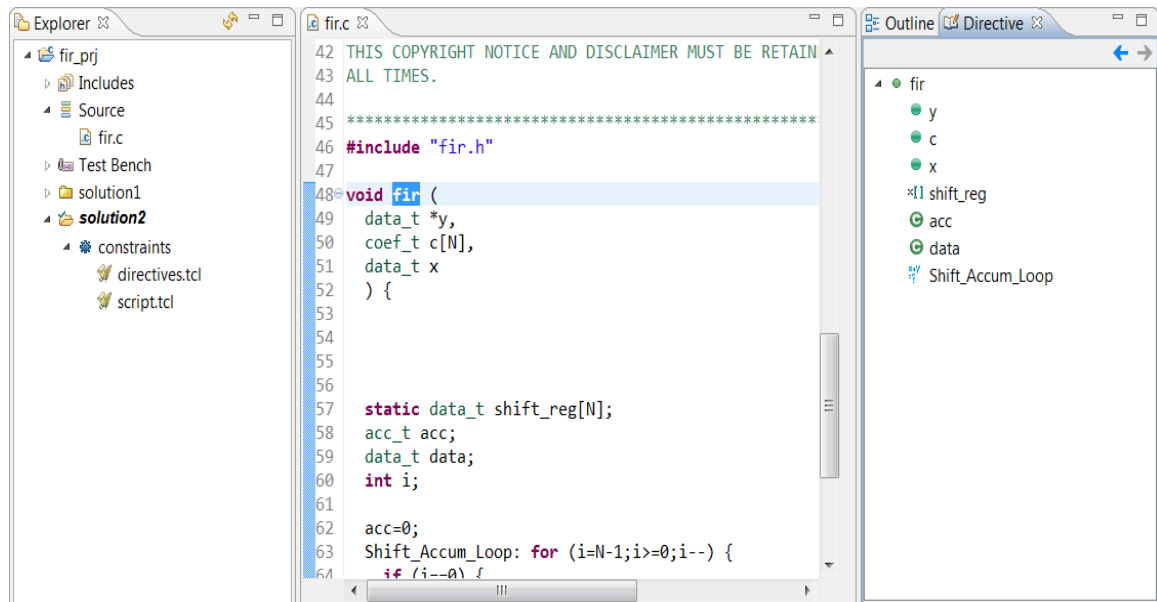 Explorer
fir_prj
Includes
Source
fir.c
Test Bench
solution1
solution2
constraints
directives.tcl
script.tcl
fir.c
42 THIS COPYRIGHT NOTICE AND DISCLAIMER MUST BE RETAIN
43 ALL TIMES.
44
45 ***************************************************
46 #include "fir.h"
47
48 void fir (
49 data_t *y,
50 coef_t c[N],
51 data_t x
52 ) {
53
54
55
56
57 static data_t shift_reg[N];
58 acc_t acc;
59 data_t data;
60 int i;
61
62 acc=0;
63 Shift_Accum_Loop: for (i=N-1;i>=0;i--) {
64 if (i==0) {
Outline Directive
fir
y
c
x
×[] shift_reg
C acc
C data
Shift_Accum_Loop